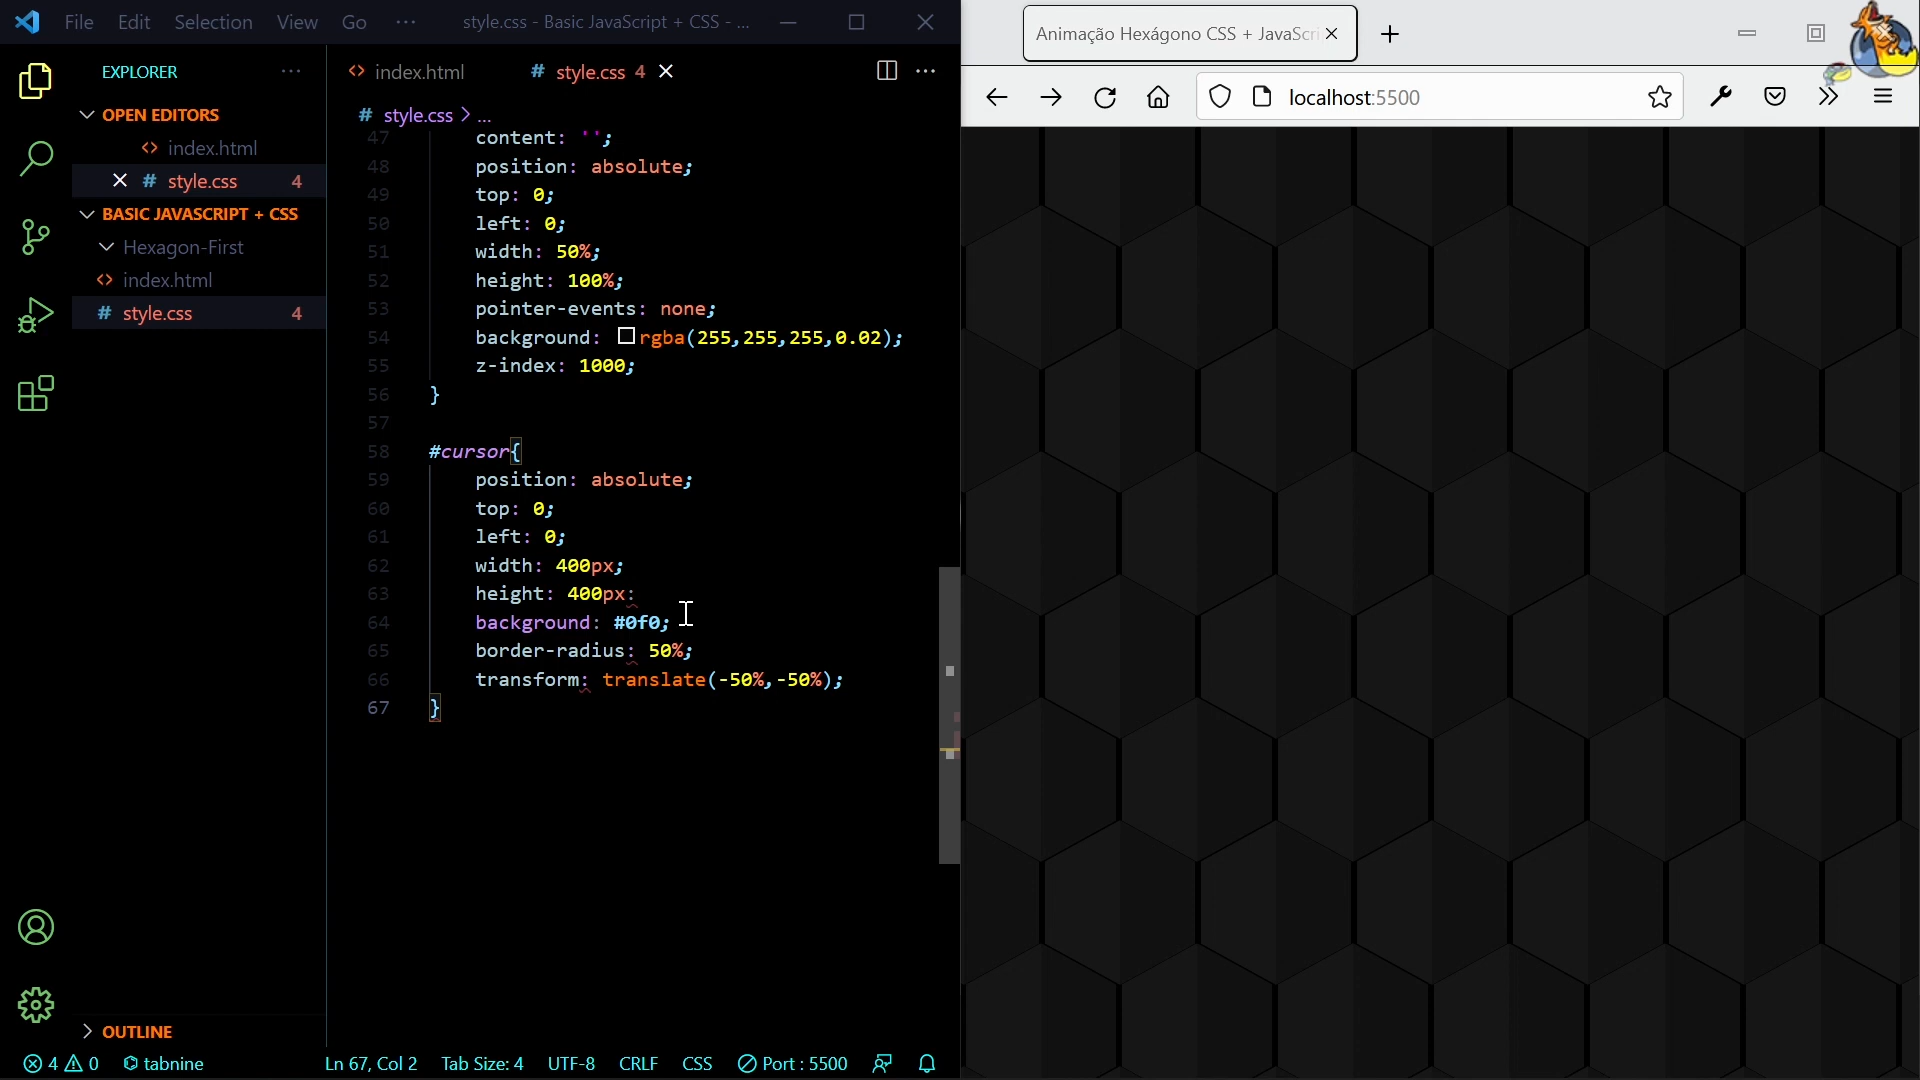 File Edit Selection View Go ··· style.css - Basic JavaScript + CSS - ...
EXPLORER
OPEN EDITORS
index.html
style.css 4
BASIC JAVASCRIPT + CSS
Hexagon-First
index.html
style.css 4
OUTLINE
index.html # style.css 4
# style.css > ...
47 content: '';
48 position: absolute;
49 top: 0;
50 left: 0;
51 width: 50%;
52 height: 100%;
53 pointer-events: none;
54 background: rgba(255,255,255,0.02);
55 z-index: 1000;
56 }
57
58 #cursor{
59 position: absolute;
60 top: 0;
61 left: 0;
62 width: 400px;
63 height: 400px:
64 background: #0f0;
65 border-radius: 50%;
66 transform: translate(-50%,-50%);
67 }
4 0 tabnine Ln 67, Col 2 Tab Size: 4 UTF-8 CRLF CSS Port : 5500
Animação Hexágono CSS + JavaScri
localhost:5500